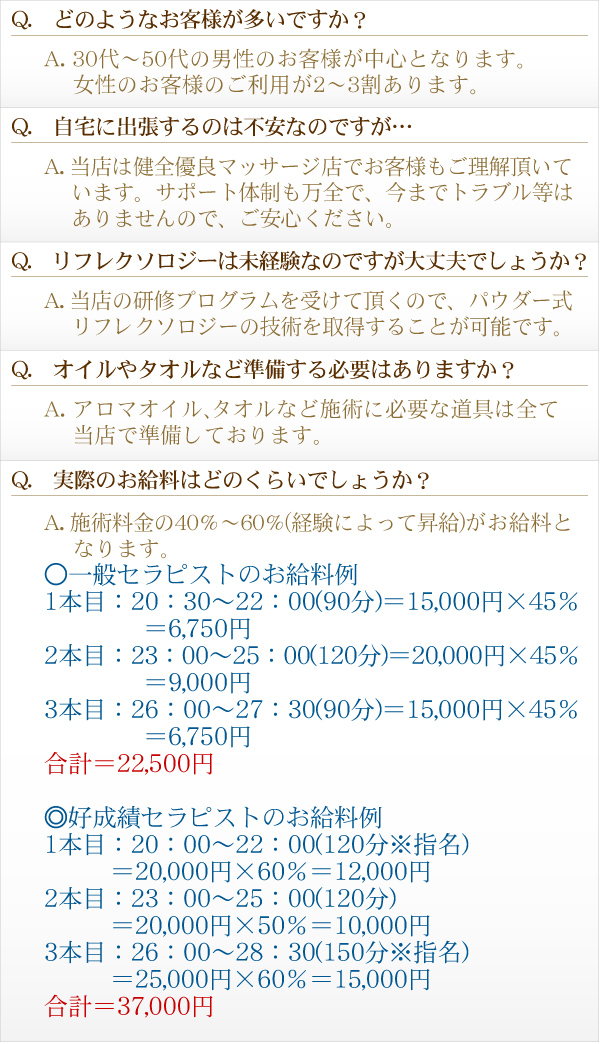 Q. どのようなお客様が多いですか？
A. 30代～50代の男性のお客様が中心となります。
女性のお客様のご利用が2～3割あります。
Q. 自宅に出張するのは不安なのですが…
A. 当店は健全優良マッサージ店でお客様もご理解頂いて
います。サポート体制も万全で、今までトラブル等は
ありませんので、ご安心ください。
Q. リフレクソロジーは未経験なのですが大丈夫でしょうか？
A. 当店の研修プログラムを受けて頂くので、パウダー式
リフレクソロジーの技術を取得することが可能です。
Q. オイルやタオルなど準備する必要はありますか？
A. アロマオイル、タオルなど施術に必要な道具は全て
当店で準備しております。
Q. 実際のお給料はどのくらいでしょうか？
A. 施術料金の40％～60％(経験によって昇給)がお給料と
なります。
〇一般セラピストのお給料例
1本目：20：30～22：00(90分)＝15,000円×45％
＝6,750円
2本目：23：00～25：00(120分)＝20,000円×45％
＝9,000円
3本目：26：00～27：30(90分)＝15,000円×45％
＝6,750円
合計＝22,500円
◎好成績セラピストのお給料例
1本目：20：00～22：00(120分※指名)
＝20,000円×60％＝12,000円
2本目：23：00～25：00(120分)
＝20,000円×50％＝10,000円
3本目：26：00～28：30(150分※指名)
＝25,000円×60％＝15,000円
合計＝37,000円